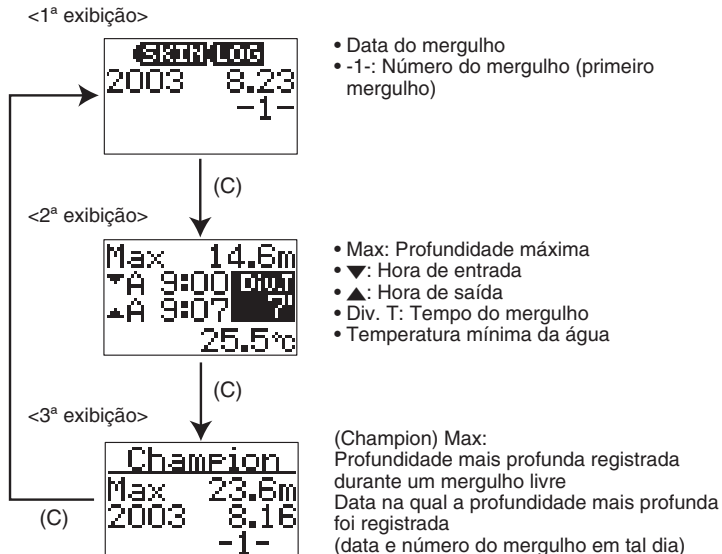 <1ª exibição>
SKIN LOG
2003 8.23
-1-
• Data do mergulho
• -1-: Número do mergulho (primeiro
mergulho)
(C)
<2ª exibição>
Max 14.6m
▼A 9:00 Div.T
▲A 9:07 7'
25.5℃
• Max: Profundidade máxima
• ▼: Hora de entrada
• ▲: Hora de saída
• Div. T: Tempo do mergulho
• Temperatura mínima da água
(C)
<3ª exibição>
Champion
Max 23.6m
2003 8.16
-1-
(C)
(Champion) Max:
Profundidade mais profunda registrada
durante um mergulho livre
Data na qual a profundidade mais profunda
foi registrada
(data e número do mergulho em tal dia)